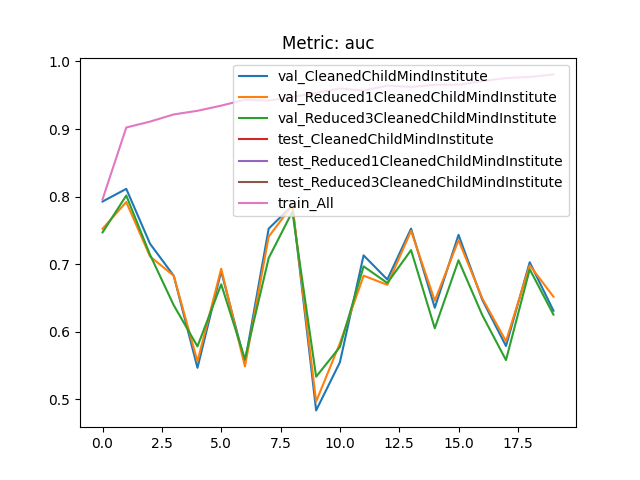 Metric: auc
1.0
0.9
0.8
0.7
0.6
0.5
val_CleanedChildMindInstitute
val_Reduced1CleanedChildMindInstitute
val_Reduced3CleanedChildMindInstitute
test_CleanedChildMindInstitute
test_Reduced1CleanedChildMindInstitute
test_Reduced3CleanedChildMindInstitute
train_All
0.0 2.5 5.0 7.5 10.0 12.5 15.0 17.5